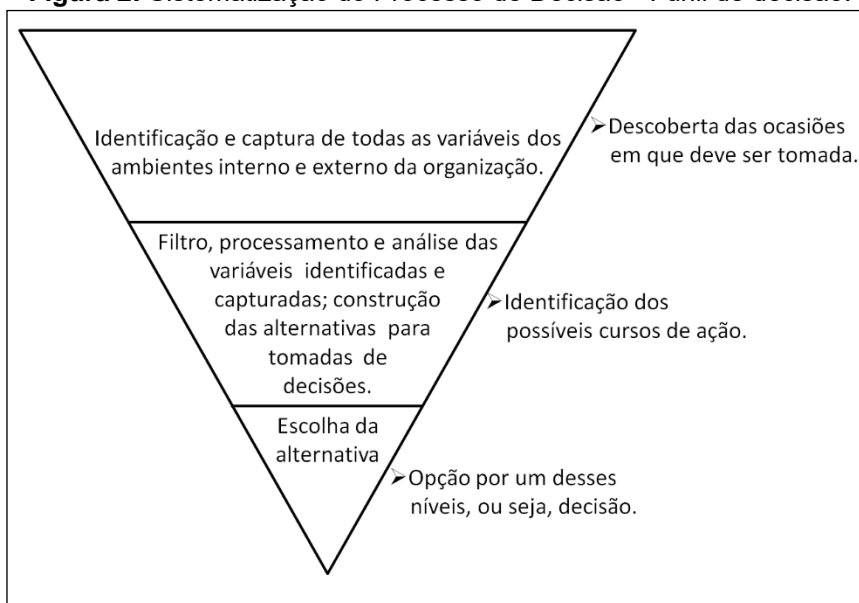 Figura 2: Sistematização do Processo de Decisão - Funil de decisão.
Identificação e captura de todas as variáveis dos
ambientes interno e externo da organização.
➢Descoberta das ocasiões
em que deve ser tomada.
Filtro, processamento e análise das
variáveis identificadas e
capturadas; construção
das alternativas para
tomadas de
decisões.
➢Identificação dos
possíveis cursos de ação.
Escolha da
alternativa
➢Opção por um desses
níveis, ou seja, decisão.